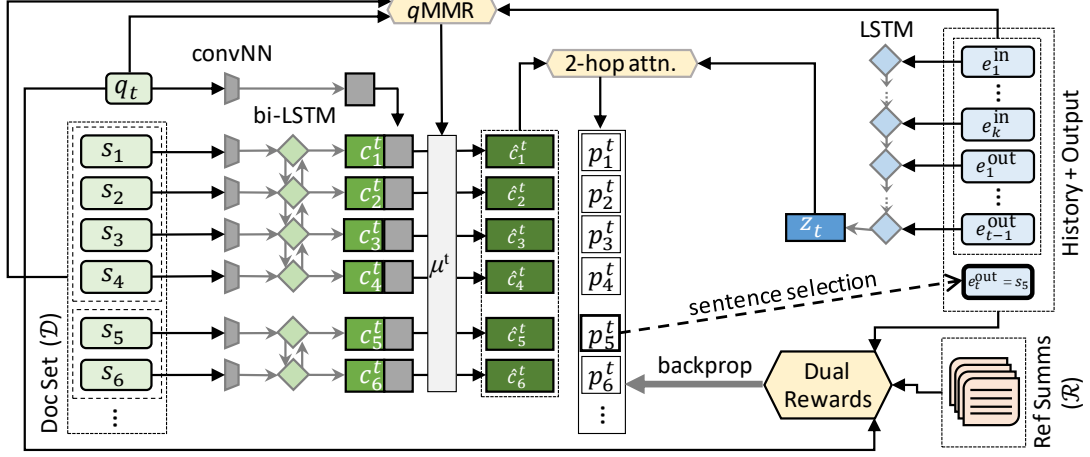 qMMR
LSTM
convNN
2-hop attn.
q_t
bi-LSTM
Doc Set (𝒟)
s_1
s_2
s_3
s_4
s_5
s_6
...
c_1^t
c_2^t
c_3^t
c_4^t
c_5^t
c_6^t
μ^t
ĉ_1^t
ĉ_2^t
ĉ_3^t
ĉ_4^t
ĉ_5^t
ĉ_6^t
p_1^t
p_2^t
p_3^t
p_4^t
p_5^t
p_6^t
...
z_t
e_1^in
...
e_k^in
e_1^out
...
e_{t-1}^out
e_t^out = s_5
History + Output
sentence selection
backprop
Dual
Rewards
Ref Summs
(ℛ)